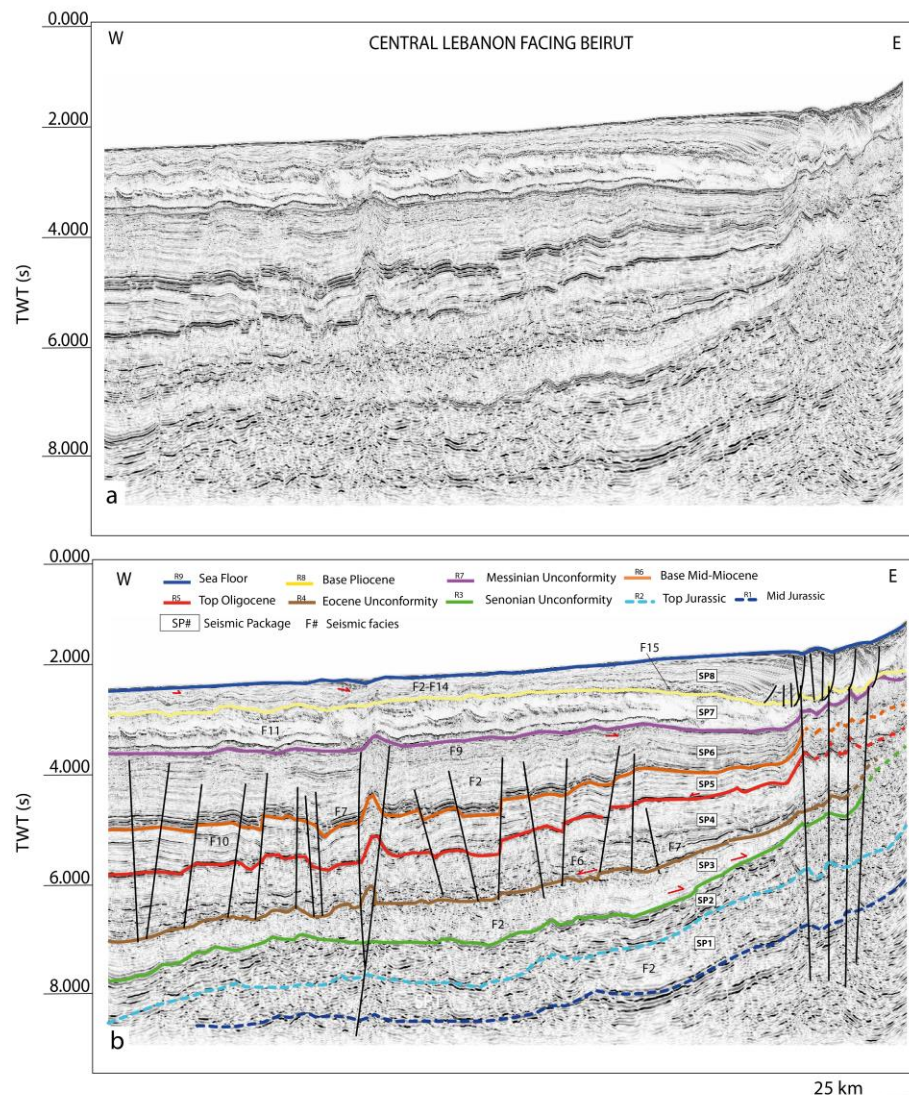 0.000
W CENTRAL LEBANON FACING BEIRUT E
2.000
4.000
TWT (s)
6.000
8.000
a
0.000
W E
R9 Sea Floor R8 Base Pliocene R7 Messinian Unconformity R6 Base Mid-Miocene
R5 Top Oligocene R4 Eocene Unconformity R3 Senonian Unconformity R2 Top Jurassic R1 Mid Jurassic
SP# Seismic Package F# Seismic facies
2.000
F15
SP8
F2-F14
SP7
F11
F9
SP6
4.000
F2
SP5
F7
SP4
TWT (s)
F10
F7
F6
SP3
6.000
SP2
F2
SP1
F2
8.000
b
25 km